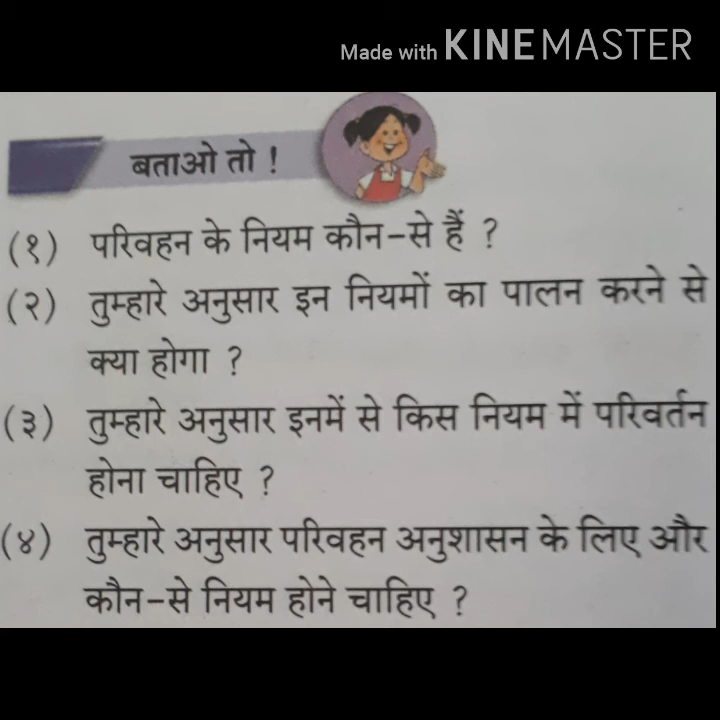 Made with KINEMASTER
बताओ तो !
(१) परिवहन के नियम कौन-से हैं ?
(२) तुम्हारे अनुसार इन नियमों का पालन करने से
क्या होगा ?
(३) तुम्हारे अनुसार इनमें से किस नियम में परिवर्तन
होना चाहिए ?
(४) तुम्हारे अनुसार परिवहन अनुशासन के लिए और
कौन-से नियम होने चाहिए ?